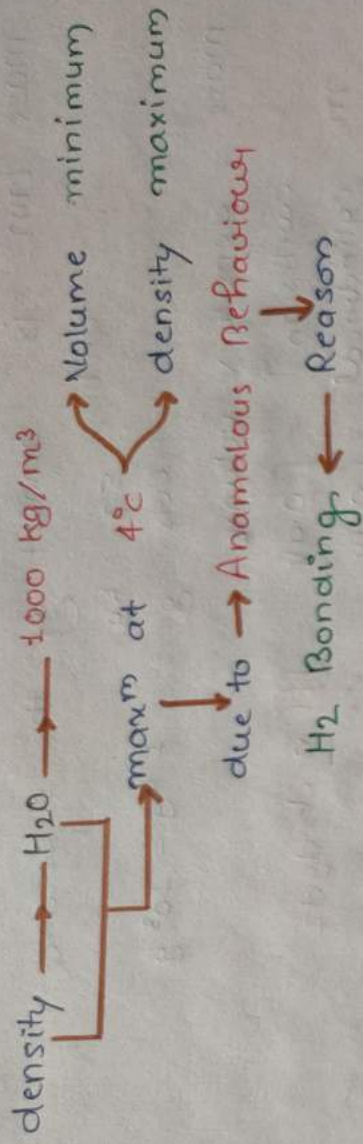 density → H2O → 1000 kg/m³
Volume minimum
maxᵐ at 4°c
density maximum
due to → Anamalous Behaviour
H2 Bonding ← Reason